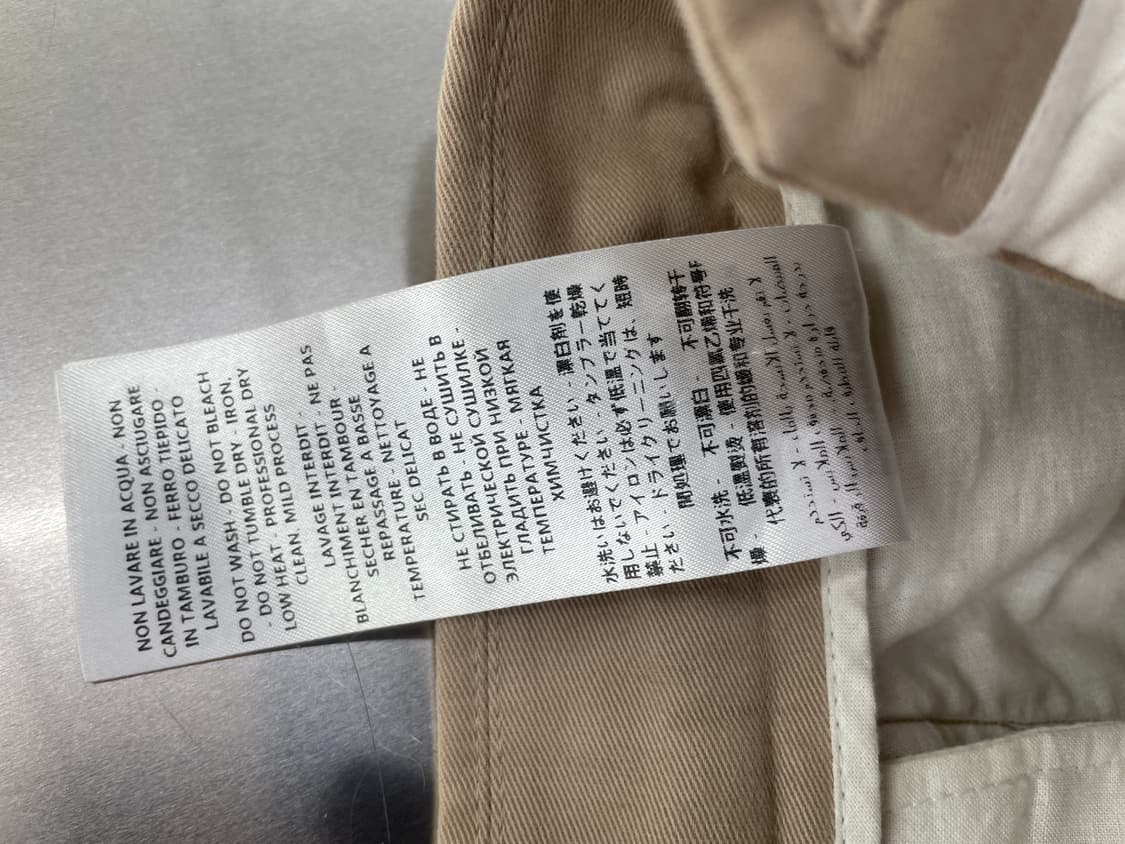 NON LAVARE IN ACQUA - NON
CANDEGGIARE - NON ASCIUGARE
IN TAMBURO - FERRO TIEPIDO -
LAVABILE A SECCO DELICATO
DO NOT WASH - DO NOT BLEACH
- DO NOT TUMBLE DRY - IRON,
LOW HEAT - PROFESSIONAL DRY
CLEAN, MILD PROCESS
LAVAGE INTERDIT -
BLANCHIMENT INTERDIT - NE PAS
SECHER EN TAMBOUR -
REPASSAGE A BASSE
TEMPERATURE - NETTOYAGE A
SEC DELICAT
НЕ СТИРАТЬ В ВОДЕ - НЕ
ОТБЕЛИВАТЬ - НЕ СУШИТЬ В
ЭЛЕКТРИЧЕСКОЙ СУШИЛКЕ -
ГЛАДИТЬ ПРИ НИЗКОЙ
ТЕМПЕРАТУРЕ - МЯГКАЯ
ХИМЧИСТКА
水洗いはお避けください - 漂白剤を使
用しないでください - タンブラー乾燥
禁止 - アイロンは必ず低温で当ててく
ださい - ドライクリーニングは、短時
間処理でお願いします
不可水洗 - 不可漂白 - 不可翻转干
燥 - 低温熨烫 - 使用四氯乙烯和符号F
代表的所有溶剂的缓和专业干洗